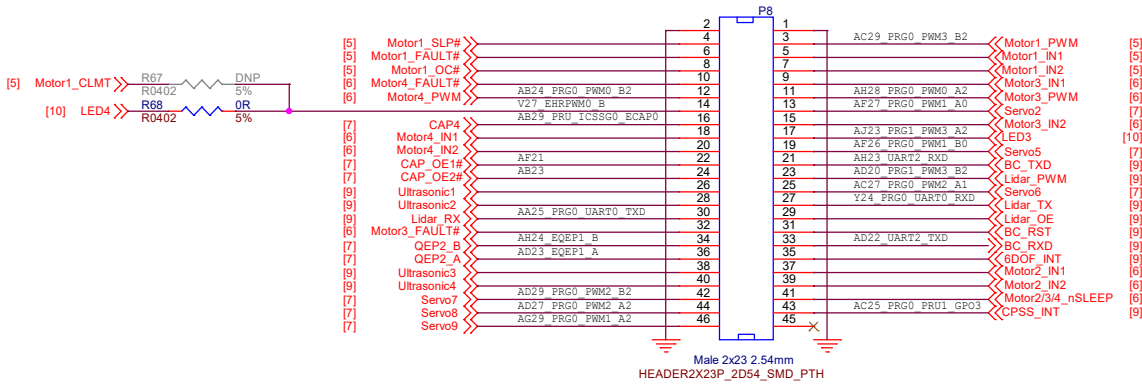 P8
2 1
4 3 AC29_PRG0_PWM3_B2
[5] Motor1_SLP# Motor1_PWM [5]
6 5
[5] Motor1_FAULT# Motor1_IN1 [5]
8 7
[5] Motor1_OC# Motor1_IN2 [5]
[5] Motor1_CLMT R67 DNP
R0402 5%
10 9
[6] Motor4_FAULT# Motor3_IN1 [6]
AB24_PRG0_PWM0_B2 12 11 AH28_PRG0_PWM0_A2
[6] Motor4_PWM Motor3_PWM [6]
[10] LED4 R68 0R
R0402 5%
V27_EHRPWM0_B 14 13 AF27_PRG0_PWM1_A0
Servo2 [7]
AB29_PRU_ICSSG0_ECAP0 16 15
[7] CAP4 Motor3_IN2 [6]
18 17 AJ23_PRG1_PWM3_A2
[6] Motor4_IN1 LED3 [10]
20 19 AF26_PRG0_PWM1_B0
[6] Motor4_IN2 Servo5 [7]
AF21 22 21 AH23_UART2_RXD
[7] CAP_OE1# BC_TXD [9]
AB23 24 23 AD20_PRG1_PWM3_B2
[7] CAP_OE2# Lidar_PWM [9]
26 25 AC27_PRG0_PWM2_A1
[9] Ultrasonic1 Servo6 [7]
28 27 Y24_PRG0_UART0_RXD
[9] Ultrasonic2 Lidar_TX [9]
AA25_PRG0_UART0_TXD 30 29
[9] Lidar_RX Lidar_OE [9]
32 31
[6] Motor3_FAULT# BC_RST [9]
AH24_EQEP1_B 34 33 AD22_UART2_TXD
[7] QEP2_B BC_RXD [9]
AD23_EQEP1_A 36 35
[7] QEP2_A 6DOF_INT [9]
38 37
[9] Ultrasonic3 Motor2_IN1 [6]
40 39
[9] Ultrasonic4 Motor2_IN2 [6]
AD29_PRG0_PWM2_B2 42 41
[7] Servo7 Motor2/3/4_nSLEEP [6]
AD27_PRG0_PWM2_A2 44 43 AC25_PRG0_PRU1_GPO3
[7] Servo8 CPSS_INT [9]
AG29_PRG0_PWM1_A2 46 45
[7] Servo9
Male 2x23 2.54mm
HEADER2X23P_2D54_SMD_PTH